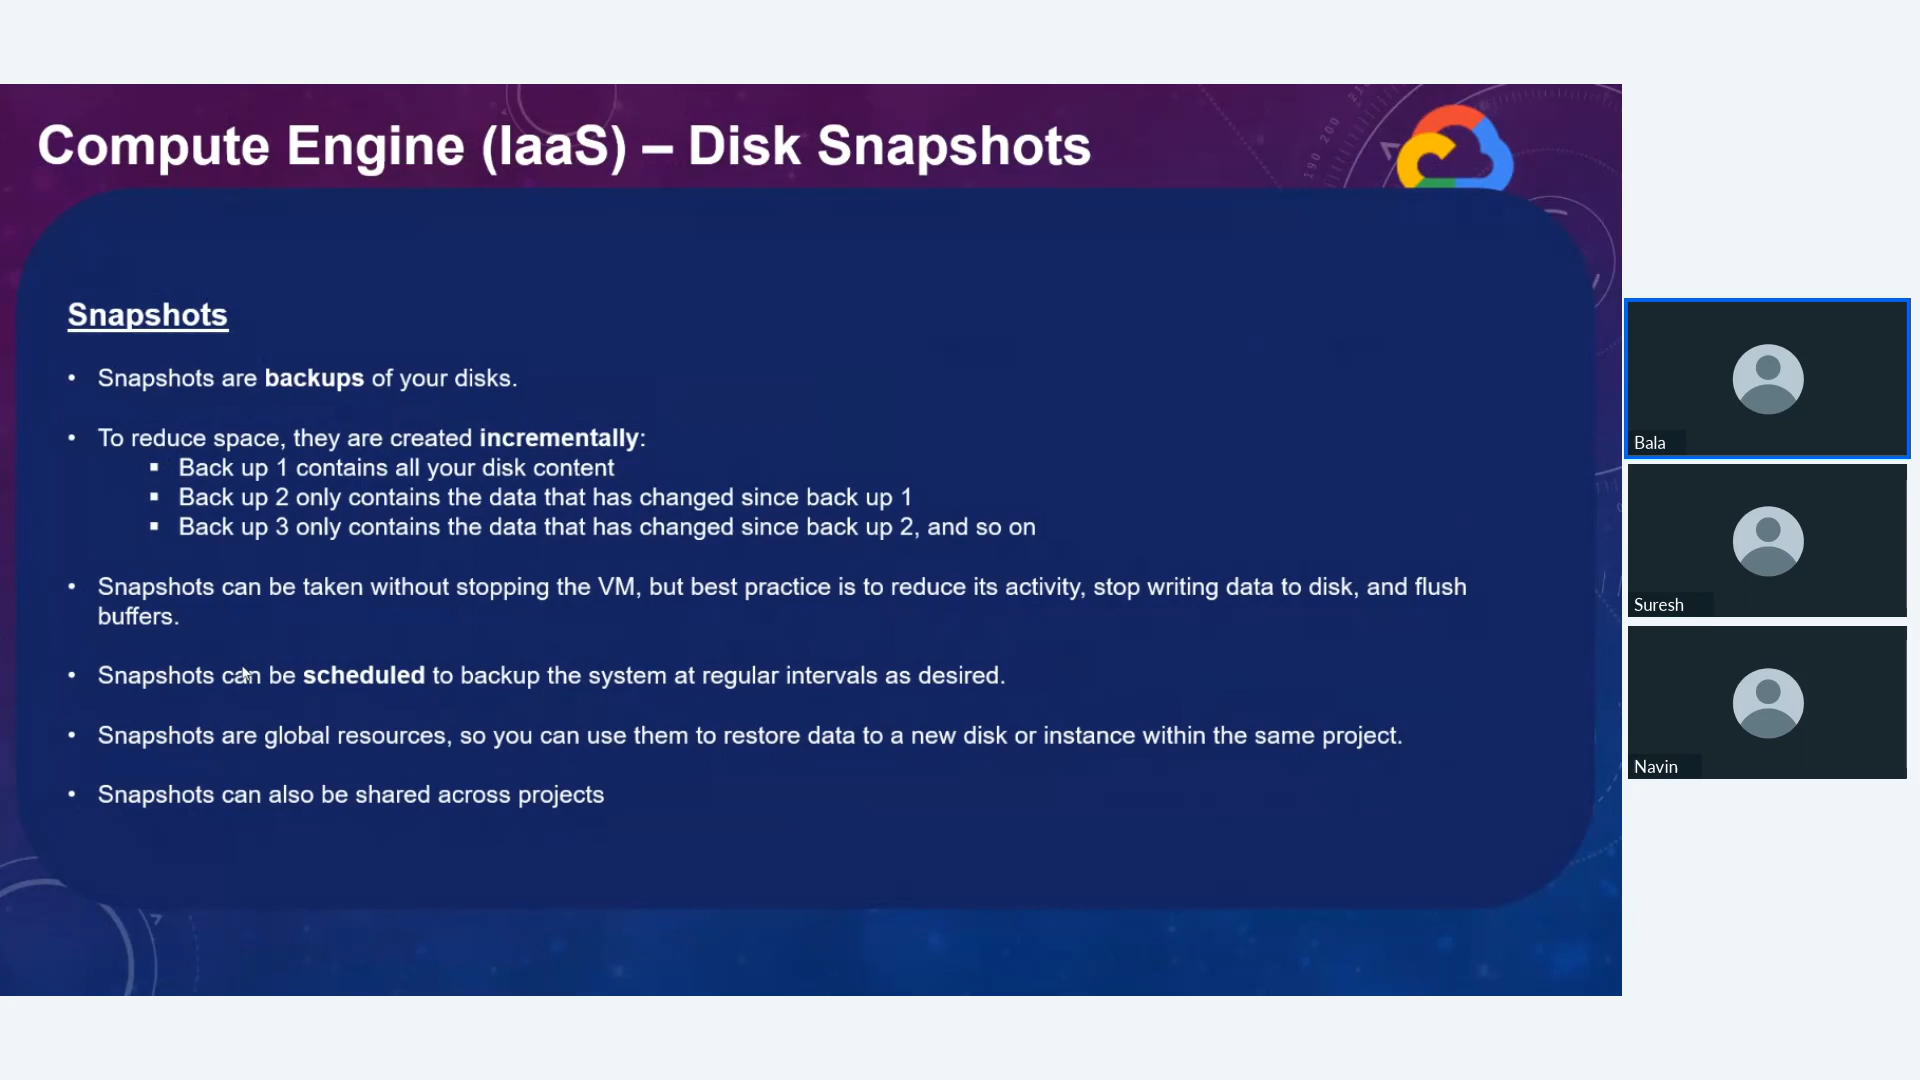 Compute Engine (IaaS) – Disk Snapshots
Snapshots
• Snapshots are backups of your disks.
• To reduce space, they are created incrementally:
▪ Back up 1 contains all your disk content
▪ Back up 2 only contains the data that has changed since back up 1
▪ Back up 3 only contains the data that has changed since back up 2, and so on
• Snapshots can be taken without stopping the VM, but best practice is to reduce its activity, stop writing data to disk, and flush
buffers.
• Snapshots can be scheduled to backup the system at regular intervals as desired.
• Snapshots are global resources, so you can use them to restore data to a new disk or instance within the same project.
• Snapshots can also be shared across projects
190 200
Bala
Suresh
Navin